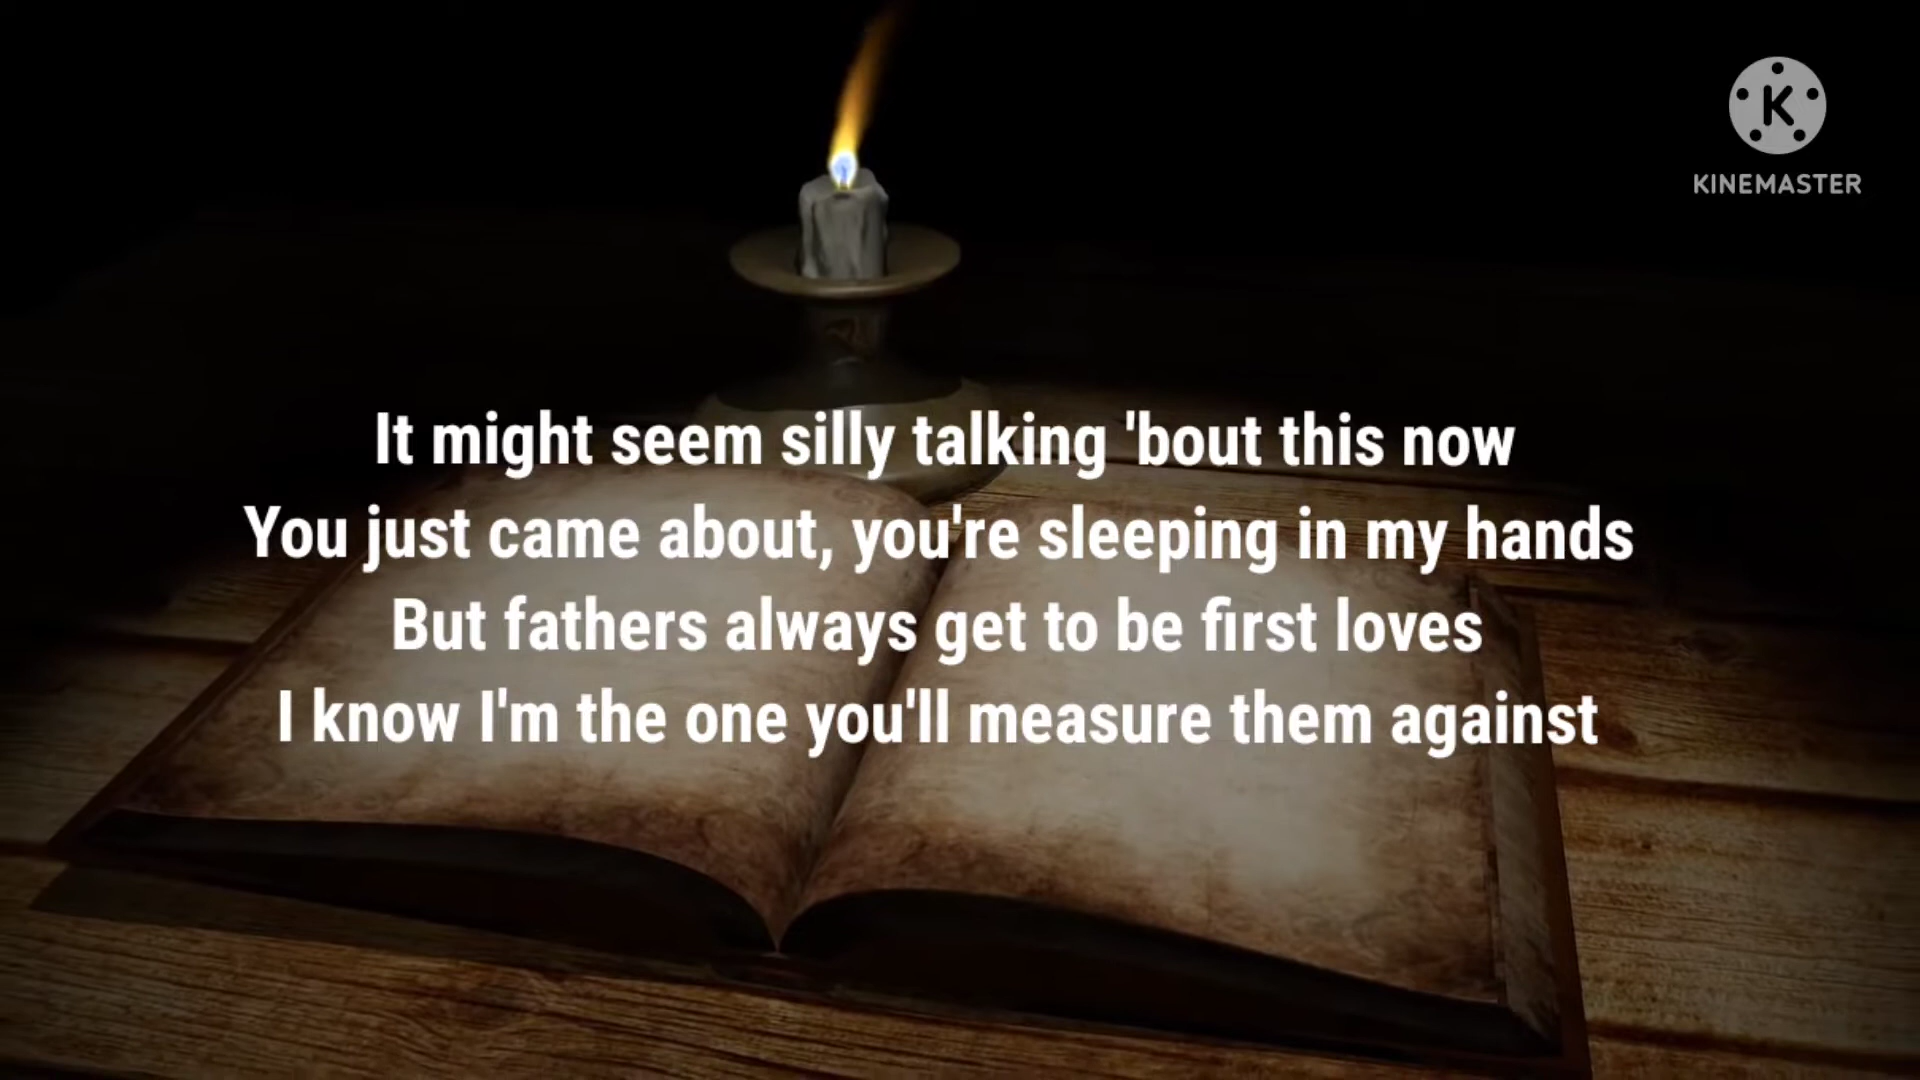 KINEMASTER
It might seem silly talking 'bout this now
You just came about, you're sleeping in my hands
But fathers always get to be first loves
I know I'm the one you'll measure them against